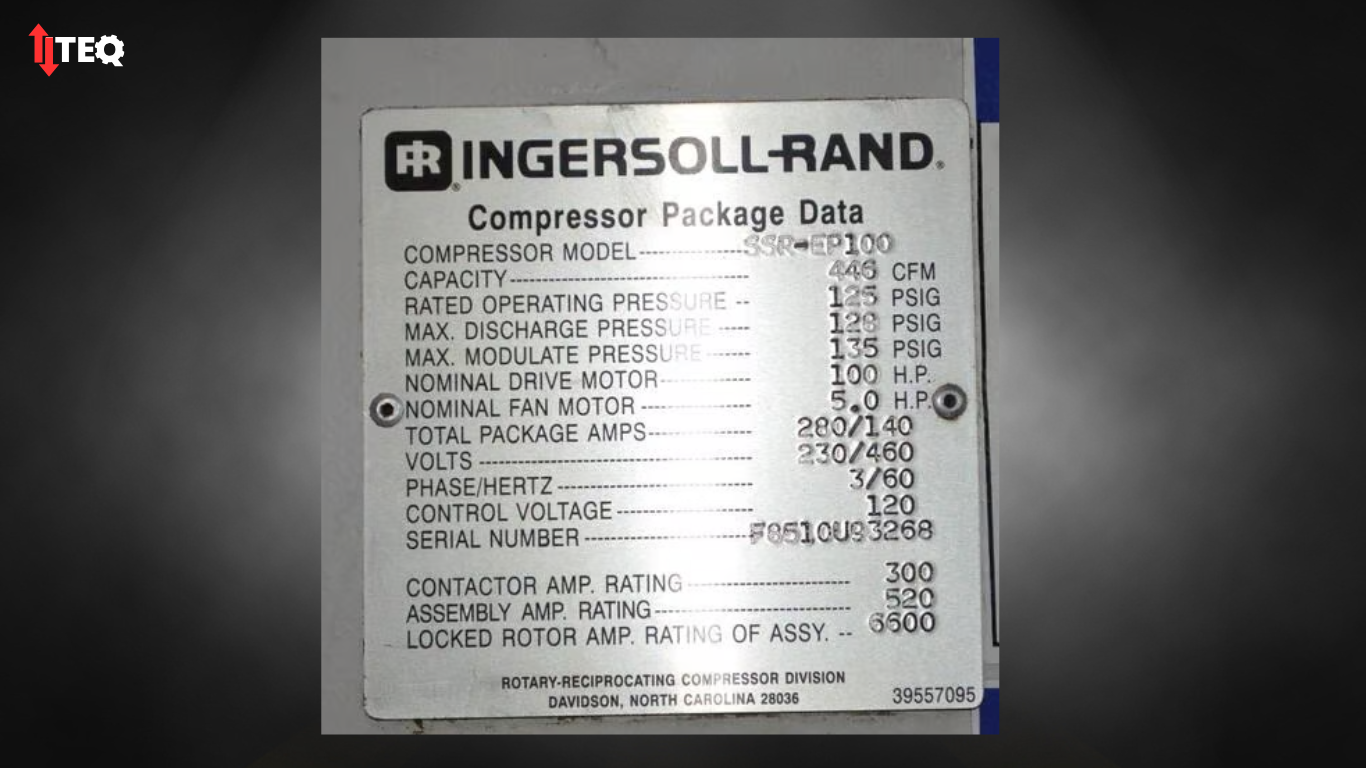 TEQ
IR INGERSOLL-RAND®
Compressor Package Data
COMPRESSOR MODEL SSR-EP100
CAPACITY 446 CFM
RATED OPERATING PRESSURE 125 PSIG
MAX. DISCHARGE PRESSURE 128 PSIG
MAX. MODULATE PRESSURE 135 PSIG
NOMINAL DRIVE MOTOR 100 H.P.
NOMINAL FAN MOTOR 5.0 H.P.
TOTAL PACKAGE AMPS 280/140
VOLTS 230/460
PHASE/HERTZ 3/60
CONTROL VOLTAGE 120
SERIAL NUMBER
CONTACTOR AMP. RATING 300
ASSEMBLY AMP. RATING 520
LOCKED ROTOR AMP. RATING OF ASSY. 6600
ROTARY-RECIPROCATING COMPRESSOR DIVISION
DAVIDSON, NORTH CAROLINA 28036
39557095